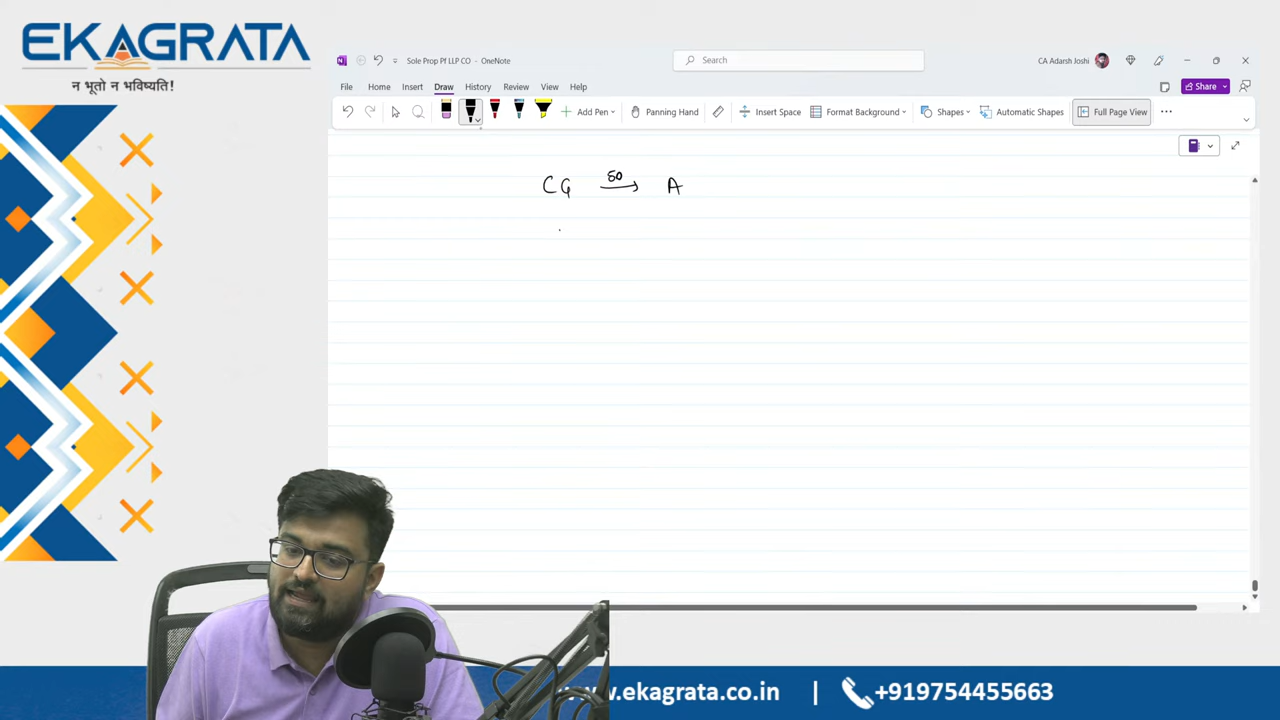 EKAGRATA
न भूतो न भविष्यति!
Sole Prop Pf LLP CO - OneNote
Search
CA Adarsh Joshi
File Home Insert Draw History Review View Help
Add Pen Panning Hand Insert Space Format Background Shapes Automatic Shapes Full Page View
Share
CG 50 → A
www.ekagrata.co.in | +919754455663